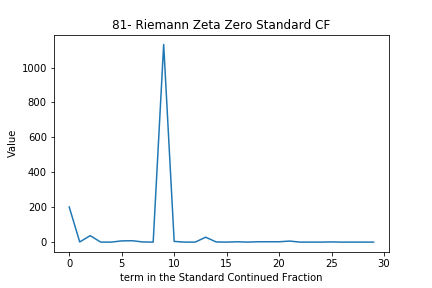 81- Riemann Zeta Zero Standard CF
Value
1000
800
600
400
200
0
0 5 10 15 20 25 30
term in the Standard Continued Fraction